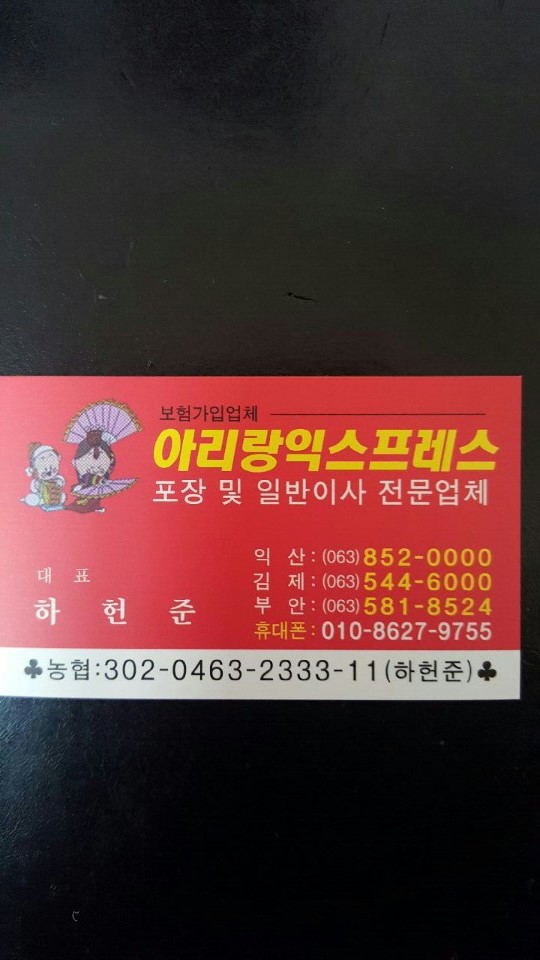 보험가입업체
아리랑익스프레스
포장 및 일반이사 전문업체
대 표
하 헌 준
익 산 : (063) 852-0000
김 제 : (063) 544-6000
부 안 : (063) 581-8524
휴대폰 : 010-8627-9755
♣농협:302-0463-2333-11(하헌준)♣